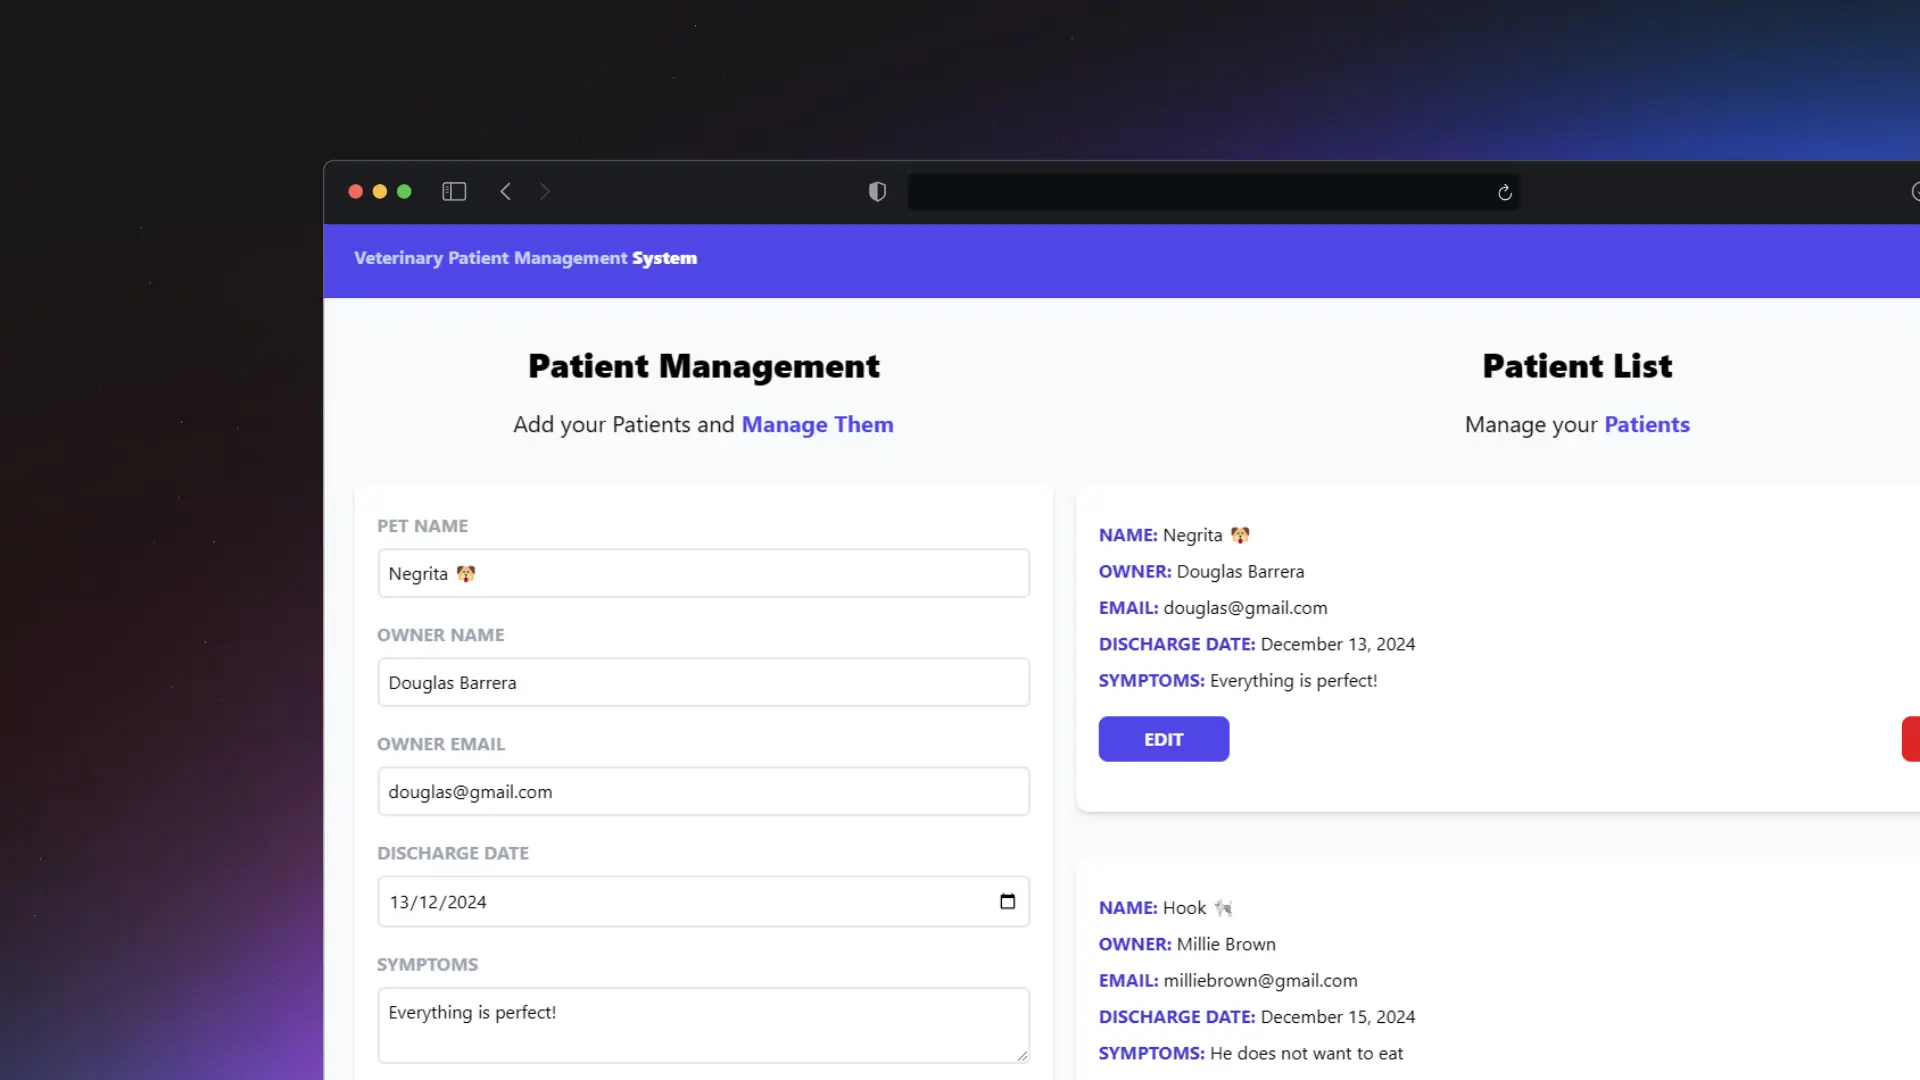 Veterinary Patient Management System
Patient Management
Add your Patients and Manage Them
PET NAME
Negrita 🐶
OWNER NAME
Douglas Barrera
OWNER EMAIL
douglas@gmail.com
DISCHARGE DATE
13/12/2024
SYMPTOMS
Everything is perfect!
Patient List
Manage your Patients
NAME: Negrita 🐶
OWNER: Douglas Barrera
EMAIL: douglas@gmail.com
DISCHARGE DATE: December 13, 2024
SYMPTOMS: Everything is perfect!
EDIT
NAME: Hook 🐩
OWNER: Millie Brown
EMAIL: milliebrown@gmail.com
DISCHARGE DATE: December 15, 2024
SYMPTOMS: He does not want to eat